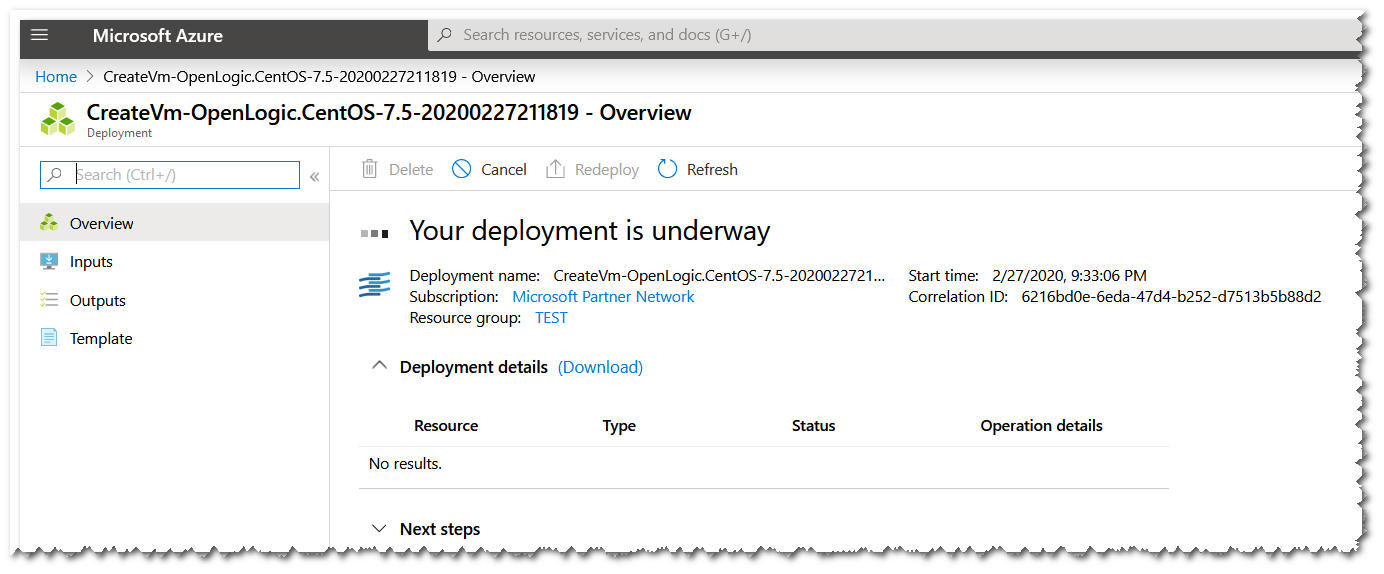 Microsoft Azure
Search resources, services, and docs (G+/)
Home > CreateVm-OpenLogic.CentOS-7.5-20200227211819 - Overview
CreateVm-OpenLogic.CentOS-7.5-20200227211819 - Overview
Deployment
Search (Ctrl+/)
«
Delete Cancel Redeploy Refresh
Overview
Inputs
Outputs
Template
Your deployment is underway
Deployment name: CreateVm-OpenLogic.CentOS-7.5-2020022721... Start time: 2/27/2020, 9:33:06 PM
Subscription: Microsoft Partner Network Correlation ID: 6216bd0e-6eda-47d4-b252-d7513b5b88d2
Resource group: TEST
Deployment details (Download)
Resource Type Status Operation details
No results.
Next steps